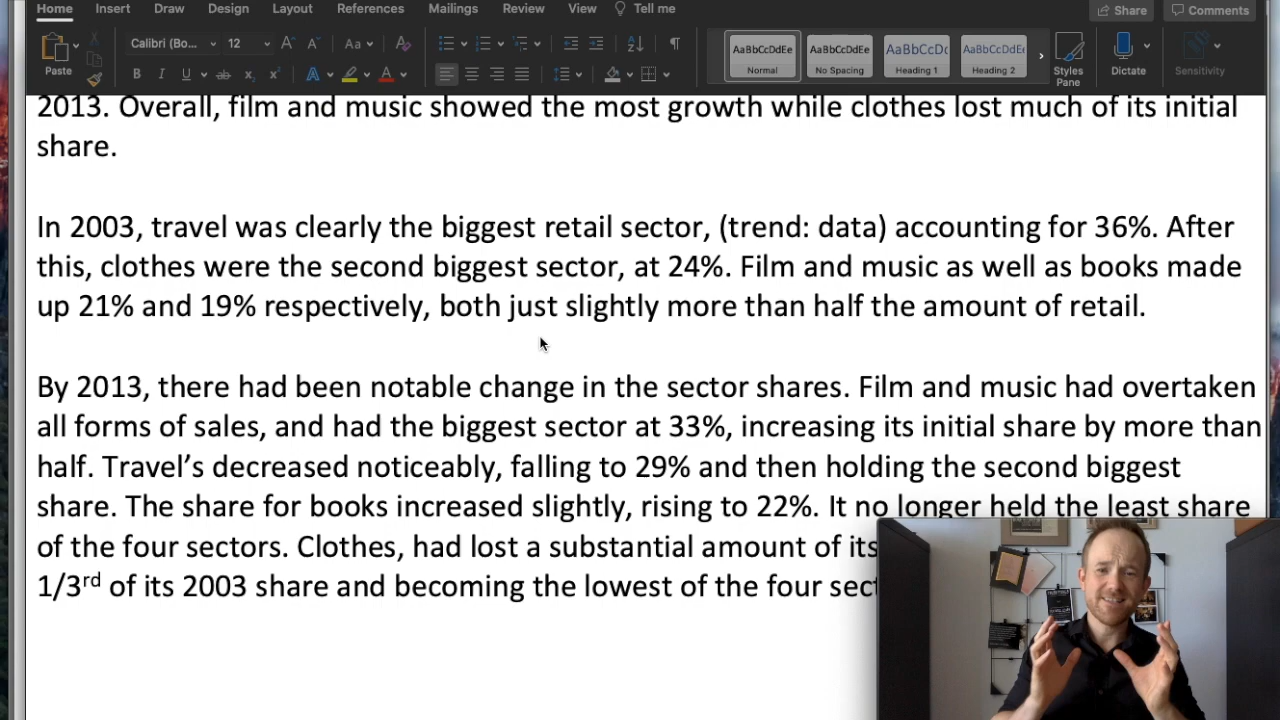 Home Insert Draw Design Layout References Mailings Review View Tell me Share Comments
Paste Calibri (Bo... 12 Aa AaBbCcDdEe Normal AaBbCcDdEe No Spacing AaBbCcDc Heading 1 AaBbCcDdEe Heading 2 Styles Pane Dictate Sensitivity
2013. Overall, film and music showed the most growth while clothes lost much of its initial
share.
In 2003, travel was clearly the biggest retail sector, (trend: data) accounting for 36%. After
this, clothes were the second biggest sector, at 24%. Film and music as well as books made
up 21% and 19% respectively, both just slightly more than half the amount of retail.
By 2013, there had been notable change in the sector shares. Film and music had overtaken
all forms of sales, and had the biggest sector at 33%, increasing its initial share by more than
half. Travel’s decreased noticeably, falling to 29% and then holding the second biggest
share. The share for books increased slightly, rising to 22%. It no longer held the least share
of the four sectors. Clothes, had lost a substantial amount of its
1/3rd of its 2003 share and becoming the lowest of the four sect